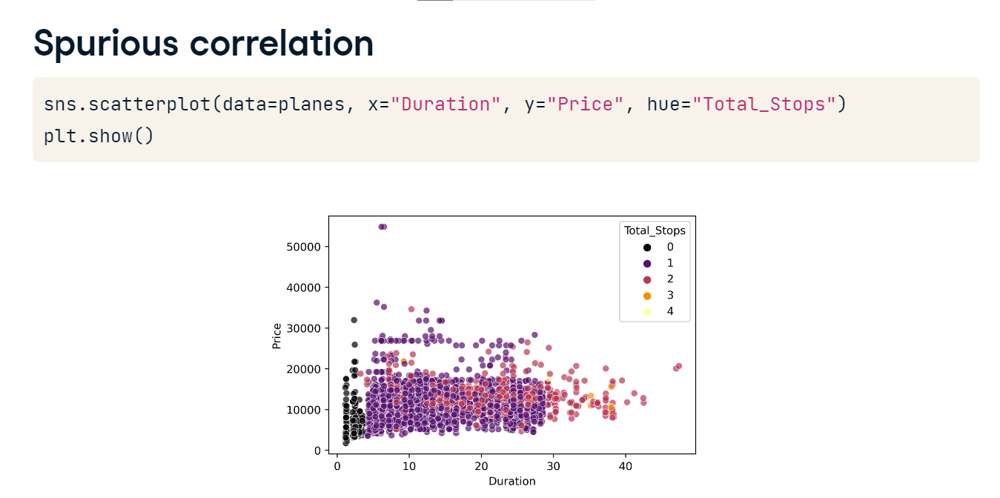 Spurious correlation
sns.scatterplot(data=planes, x="Duration", y="Price", hue="Total_Stops")
plt.show()
Total_Stops
0
1
2
3
4
50000
40000
30000
20000
10000
0
Price
0 10 20 30 40
Duration